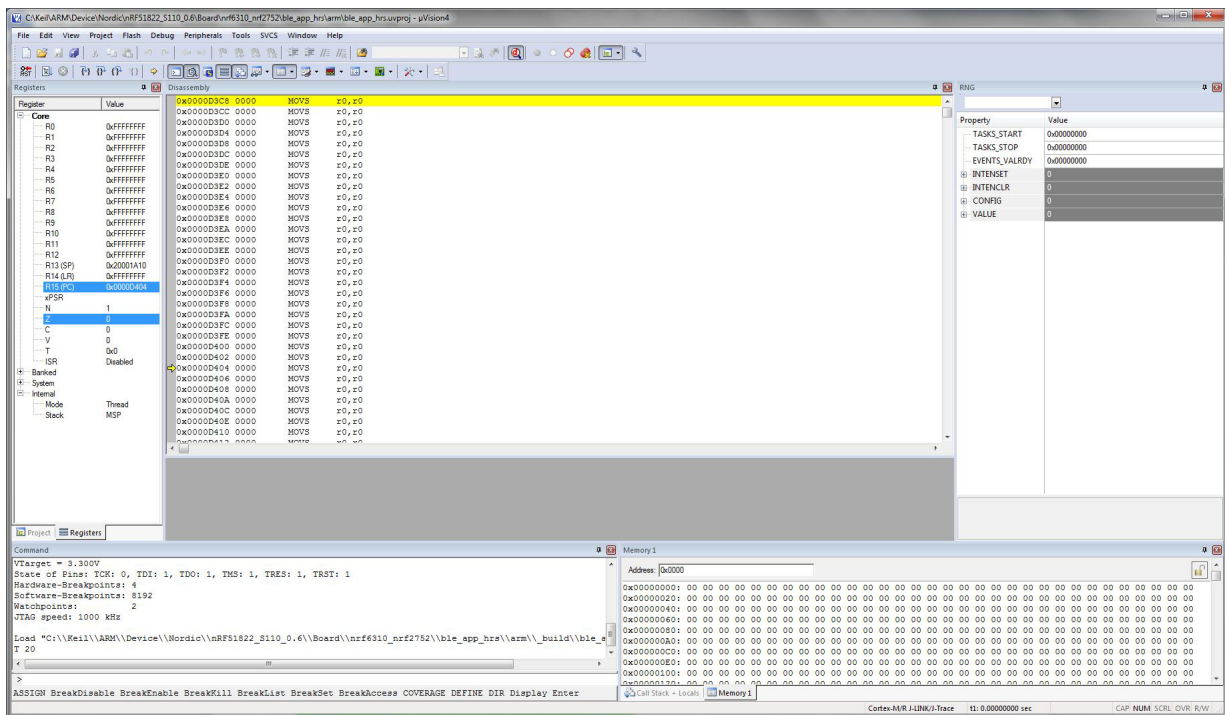 C:\Keil\ARM\Device\Nordic\nRF51822_S110_0.6\Board\nrf6310_nrf2752\ble_app_hrs\arm\ble_app_hrs.uvproj - µVision4
File Edit View Project Flash Debug Peripherals Tools SVCS Window Help
Registers
Register Value
Core
R0 0xFFFFFFFF
R1 0xFFFFFFFF
R2 0xFFFFFFFF
R3 0xFFFFFFFF
R4 0xFFFFFFFF
R5 0xFFFFFFFF
R6 0xFFFFFFFF
R7 0xFFFFFFFF
R8 0xFFFFFFFF
R9 0xFFFFFFFF
R10 0xFFFFFFFF
R11 0xFFFFFFFF
R12 0xFFFFFFFF
R13 (SP) 0x20001A10
R14 (LR) 0xFFFFFFFF
R15 (PC) 0x0000D404
xPSR
N 1
Z 0
C 0
V 0
T 0x0
ISR Disabled
Banked
System
Internal
Mode Thread
Stack MSP
Project Registers
Disassembly
0x0000D3C8 0000 MOVS r0,r0
0x0000D3CC 0000 MOVS r0,r0
0x0000D3D0 0000 MOVS r0,r0
0x0000D3D4 0000 MOVS r0,r0
0x0000D3D8 0000 MOVS r0,r0
0x0000D3DC 0000 MOVS r0,r0
0x0000D3DE 0000 MOVS r0,r0
0x0000D3E0 0000 MOVS r0,r0
0x0000D3E2 0000 MOVS r0,r0
0x0000D3E4 0000 MOVS r0,r0
0x0000D3E6 0000 MOVS r0,r0
0x0000D3E8 0000 MOVS r0,r0
0x0000D3EA 0000 MOVS r0,r0
0x0000D3EC 0000 MOVS r0,r0
0x0000D3EE 0000 MOVS r0,r0
0x0000D3F0 0000 MOVS r0,r0
0x0000D3F2 0000 MOVS r0,r0
0x0000D3F4 0000 MOVS r0,r0
0x0000D3F6 0000 MOVS r0,r0
0x0000D3F8 0000 MOVS r0,r0
0x0000D3FA 0000 MOVS r0,r0
0x0000D3FC 0000 MOVS r0,r0
0x0000D3FE 0000 MOVS r0,r0
0x0000D400 0000 MOVS r0,r0
0x0000D402 0000 MOVS r0,r0
0x0000D404 0000 MOVS r0,r0
0x0000D406 0000 MOVS r0,r0
0x0000D408 0000 MOVS r0,r0
0x0000D40A 0000 MOVS r0,r0
0x0000D40C 0000 MOVS r0,r0
0x0000D40E 0000 MOVS r0,r0
0x0000D410 0000 MOVS r0,r0
0x0000D412 0000 MOVS r0,r0
RNG
Property Value
TASKS_START 0x00000000
TASKS_STOP 0x00000000
EVENTS_VALRDY 0x00000000
INTENSET 0
INTENCLR 0
CONFIG 0
VALUE 0
Command
VTarget = 3.300V
State of Pins: TCK: 0, TDI: 1, TDO: 1, TMS: 1, TRES: 1, TRST: 1
Hardware-Breakpoints: 4
Software-Breakpoints: 8192
Watchpoints: 2
JTAG speed: 1000 kHz
Load "C:\\Keil\\ARM\\Device\\Nordic\\nRF51822_S110_0.6\\Board\\nrf6310_nrf2752\\ble_app_hrs\\arm\\_build\\ble_a
T 20
>
ASSIGN BreakDisable BreakEnable BreakKill BreakList BreakSet BreakAccess COVERAGE DEFINE DIR Display Enter
Memory 1
Address: 0x0000
0x00000000: 00 00 00 00 00 00 00 00 00 00 00 00 00 00 00 00 00 00 00 00 00 00 00 00 00 00 00 00 00 00 00 00
0x00000020: 00 00 00 00 00 00 00 00 00 00 00 00 00 00 00 00 00 00 00 00 00 00 00 00 00 00 00 00 00 00 00 00
0x00000040: 00 00 00 00 00 00 00 00 00 00 00 00 00 00 00 00 00 00 00 00 00 00 00 00 00 00 00 00 00 00 00 00
0x00000060: 00 00 00 00 00 00 00 00 00 00 00 00 00 00 00 00 00 00 00 00 00 00 00 00 00 00 00 00 00 00 00 00
0x00000080: 00 00 00 00 00 00 00 00 00 00 00 00 00 00 00 00 00 00 00 00 00 00 00 00 00 00 00 00 00 00 00 00
0x000000A0: 00 00 00 00 00 00 00 00 00 00 00 00 00 00 00 00 00 00 00 00 00 00 00 00 00 00 00 00 00 00 00 00
0x000000C0: 00 00 00 00 00 00 00 00 00 00 00 00 00 00 00 00 00 00 00 00 00 00 00 00 00 00 00 00 00 00 00 00
0x000000E0: 00 00 00 00 00 00 00 00 00 00 00 00 00 00 00 00 00 00 00 00 00 00 00 00 00 00 00 00 00 00 00 00
0x00000100: 00 00 00 00 00 00 00 00 00 00 00 00 00 00 00 00 00 00 00 00 00 00 00 00 00 00 00 00 00 00 00 00
Call Stack + Locals Memory 1
Cortex-M/R J-LINK/J-Trace t1: 0.00000000 sec CAP NUM SCRL OVR R/W